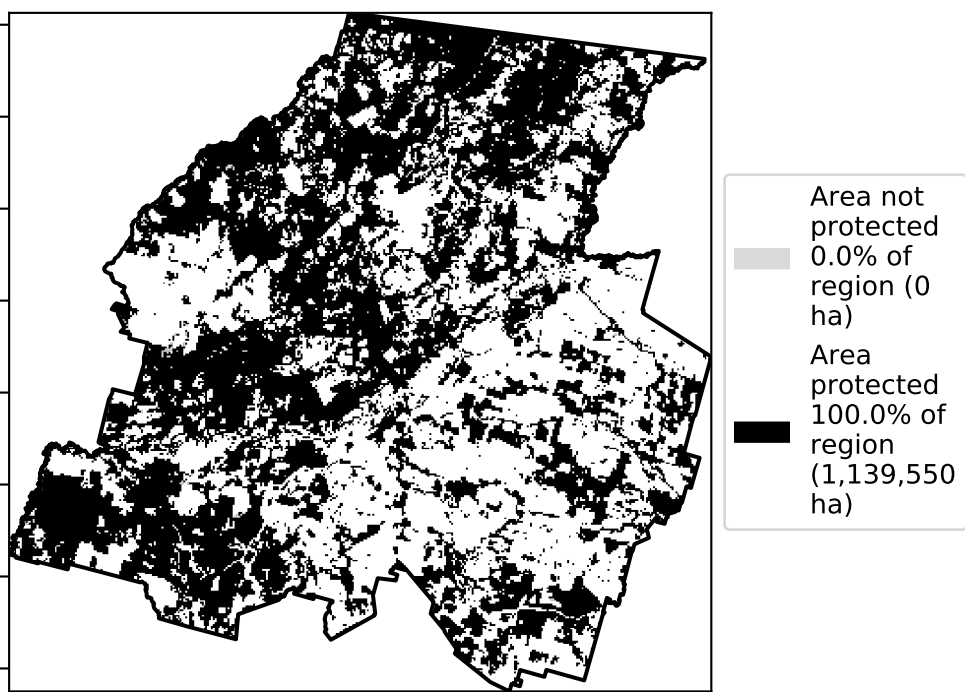 Area not
protected
0.0% of
region (0
ha)
Area
protected
100.0% of
region
(1,139,550
ha)